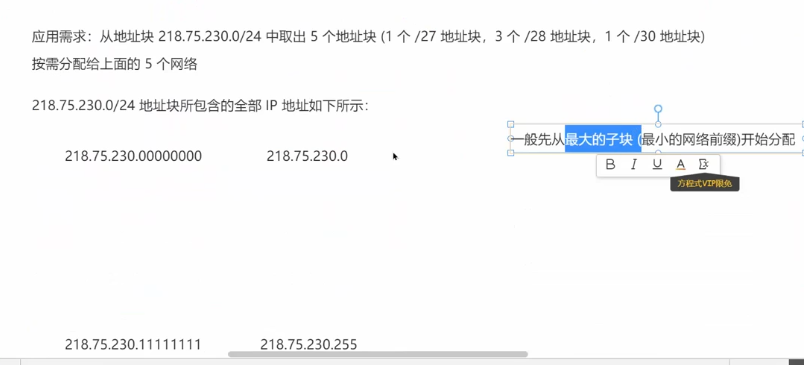 应用需求：从地址块 218.75.230.0/24 中取出 5 个地址块 (1 个 /27 地址块，3 个 /28 地址块，1 个 /30 地址块)
按需分配给上面的 5 个网络
218.75.230.0/24 地址块所包含的全部 IP 地址如下所示：
一般先从最大的子块 (最小的网络前缀)开始分配
218.75.230.00000000 218.75.230.0
B I U A
方程式VIP限免
218.75.230.11111111 218.75.230.255